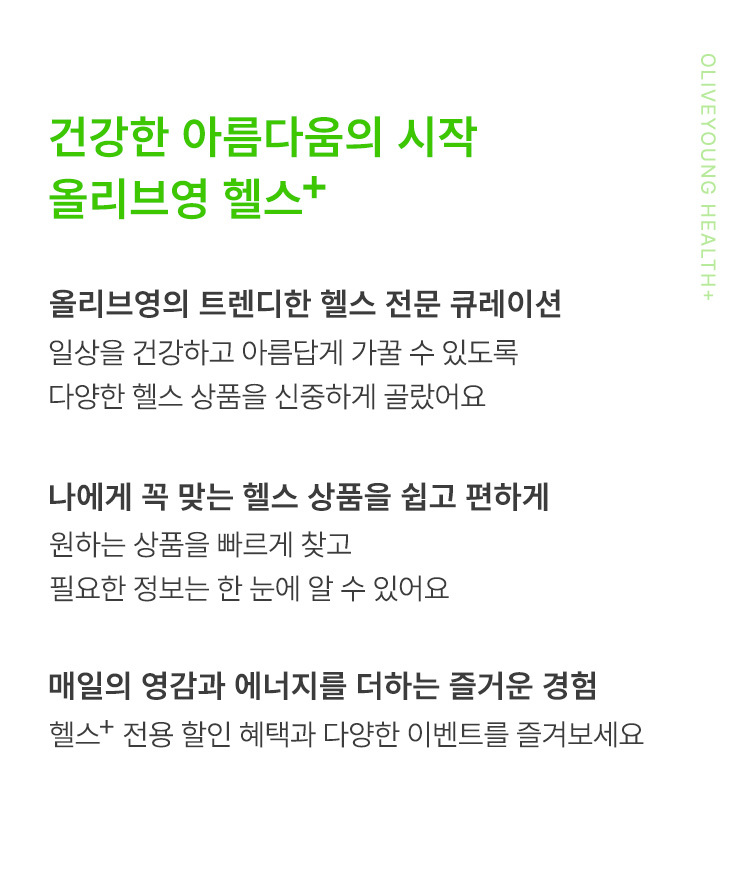 건강한 아름다움의 시작
올리브영 헬스+
OLIVEYOUNG HEALTH+
올리브영의 트렌디한 헬스 전문 큐레이션
일상을 건강하고 아름답게 가꿀 수 있도록
다양한 헬스 상품을 신중하게 골랐어요
나에게 꼭 맞는 헬스 상품을 쉽고 편하게
원하는 상품을 빠르게 찾고
필요한 정보는 한 눈에 알 수 있어요
매일의 영감과 에너지를 더하는 즐거운 경험
헬스+ 전용 할인 혜택과 다양한 이벤트를 즐겨보세요